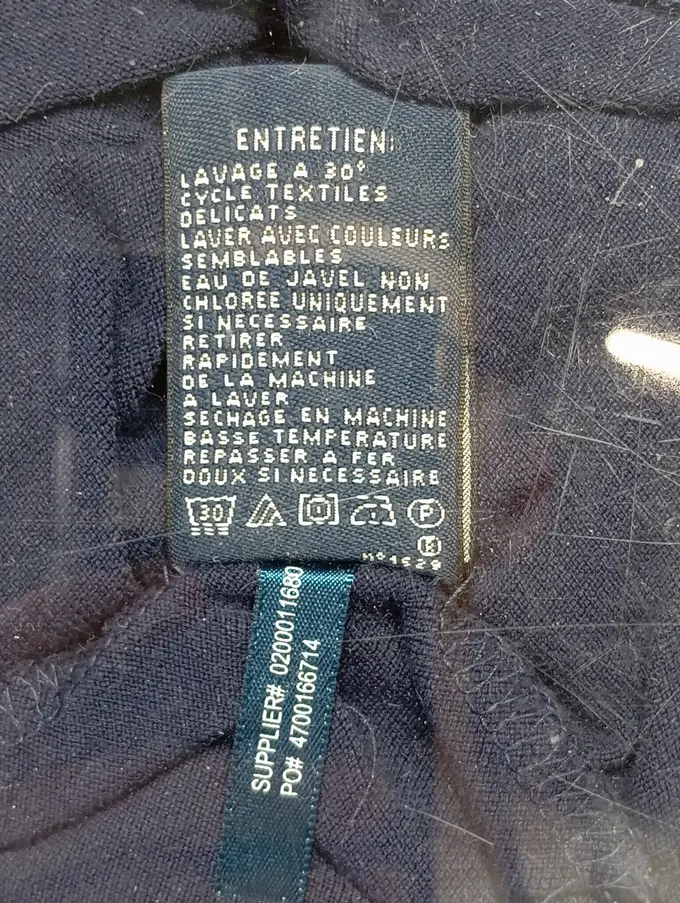 ENTRETIEN:
LAVAGE A 30°
CYCLE TEXTILES
DELICATS
LAVER AVEC COULEURS
SEMBLABLES
EAU DE JAVEL NON
CHLOREE UNIQUEMENT
SI NECESSAIRE
RETIRER
RAPIDEMENT
DE LA MACHINE
A LAVER
SECHAGE EN MACHINE
BASSE TEMPERATURE
REPASSER A FER
DOUX SI NECESSAIRE
30 P
K
N°1529
SUPPLIER# 0200011680
PO# 4700166714